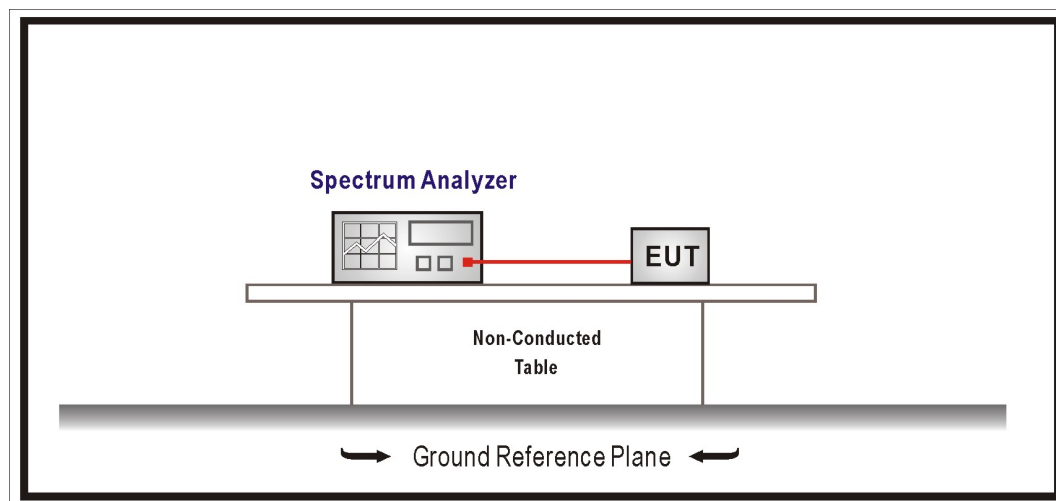 Spectrum Analyzer
EUT
Non-Conducted
Table
Ground Reference Plane